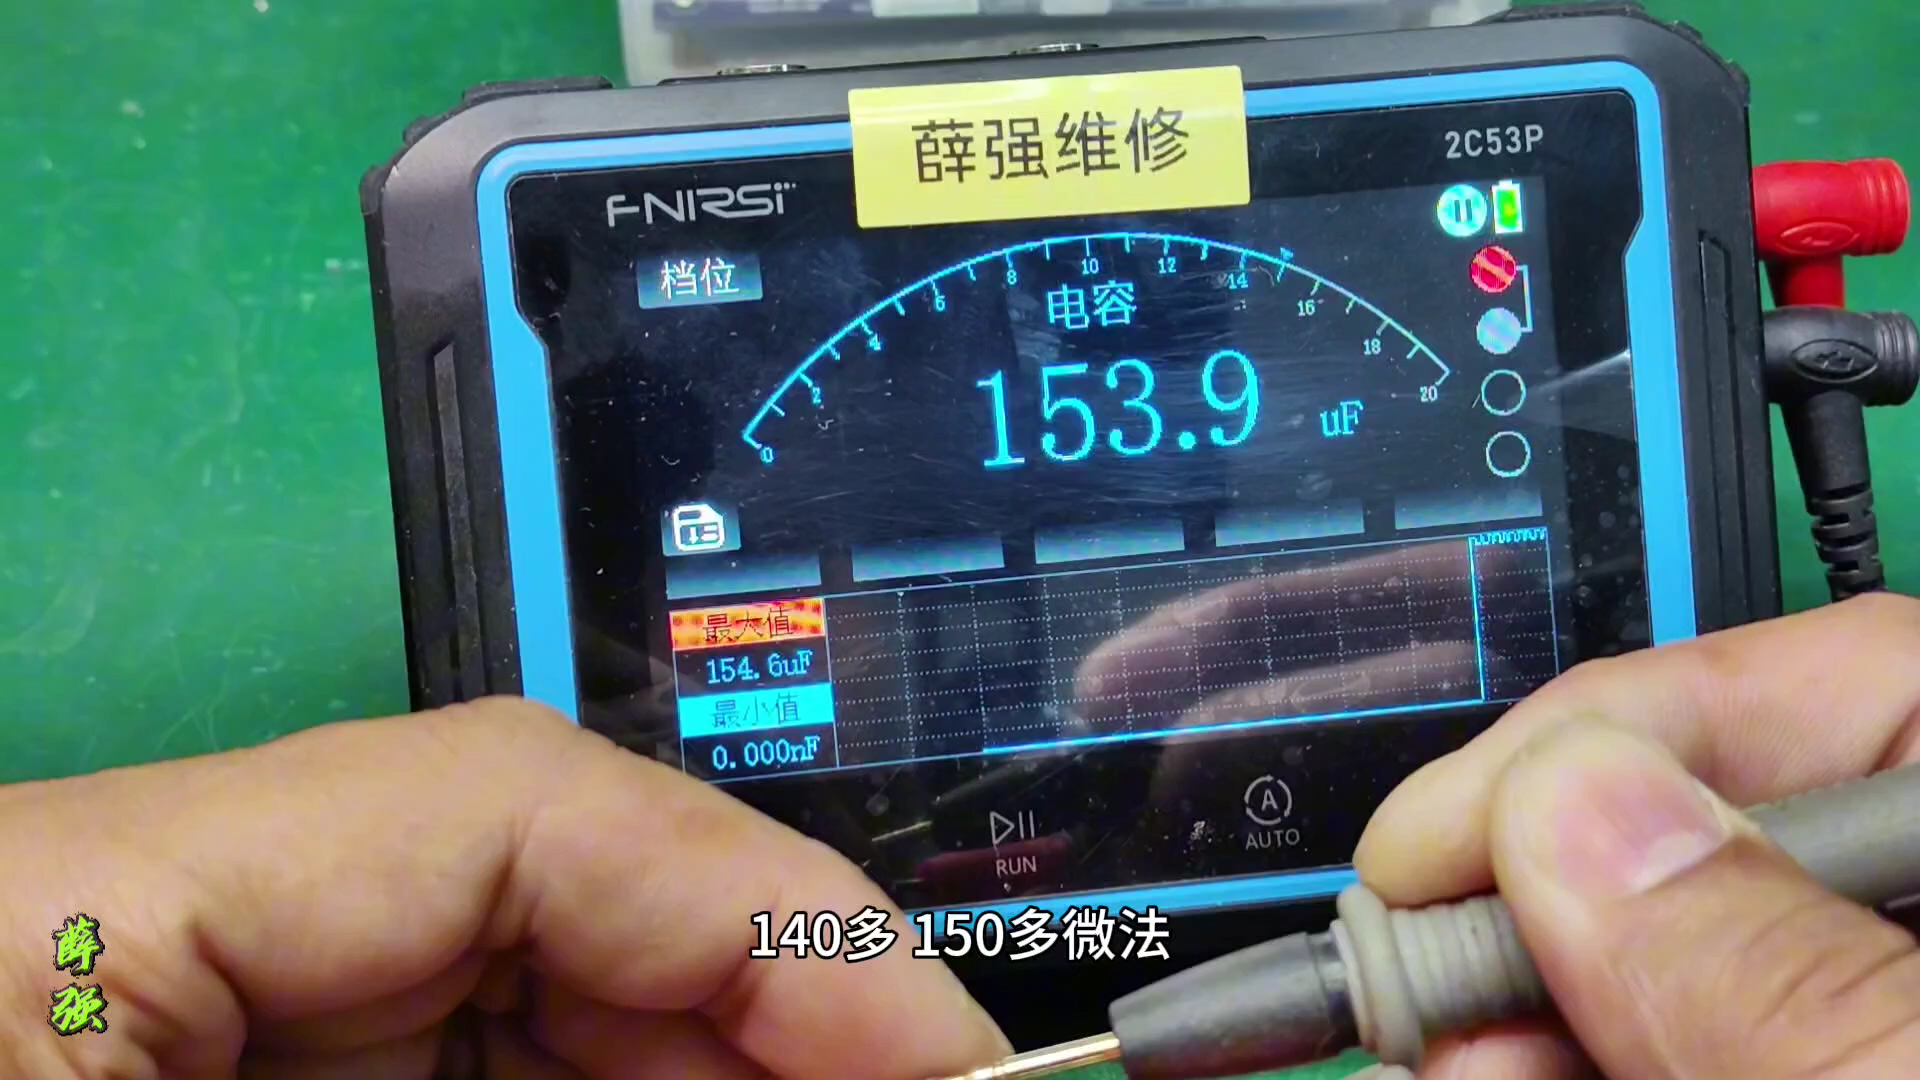 薛强维修
2C53P
FNIRSI
档位
0 2 4 6 8 10 12 14 16 18 20
电容
153.9 uF
最大值
154.6uF
最小值
0.000nF
RUN
A
AUTO
140多 150多微法
薛强